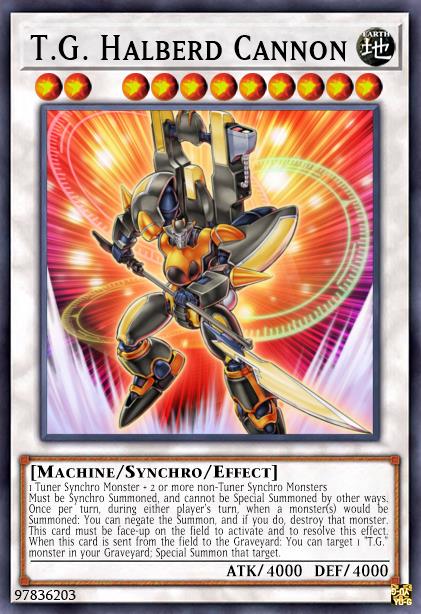 T.G. HALBERD CANNON
EARTH
地
[MACHINE/SYNCHRO/EFFECT]
1 Tuner Synchro Monster + 2 or more non-Tuner Synchro Monsters
Must be Synchro Summoned, and cannot be Special Summoned by other ways.
Once per turn, during either player's turn, when a monster(s) would be
Summoned: You can negate the Summon, and if you do, destroy that monster.
This card must be face-up on the field to activate and to resolve this effect.
When this card is sent from the field to the Graveyard: You can target 1 "T.G."
monster in your Graveyard; Special Summon that target.
ATK/4000 DEF/4000
97836203